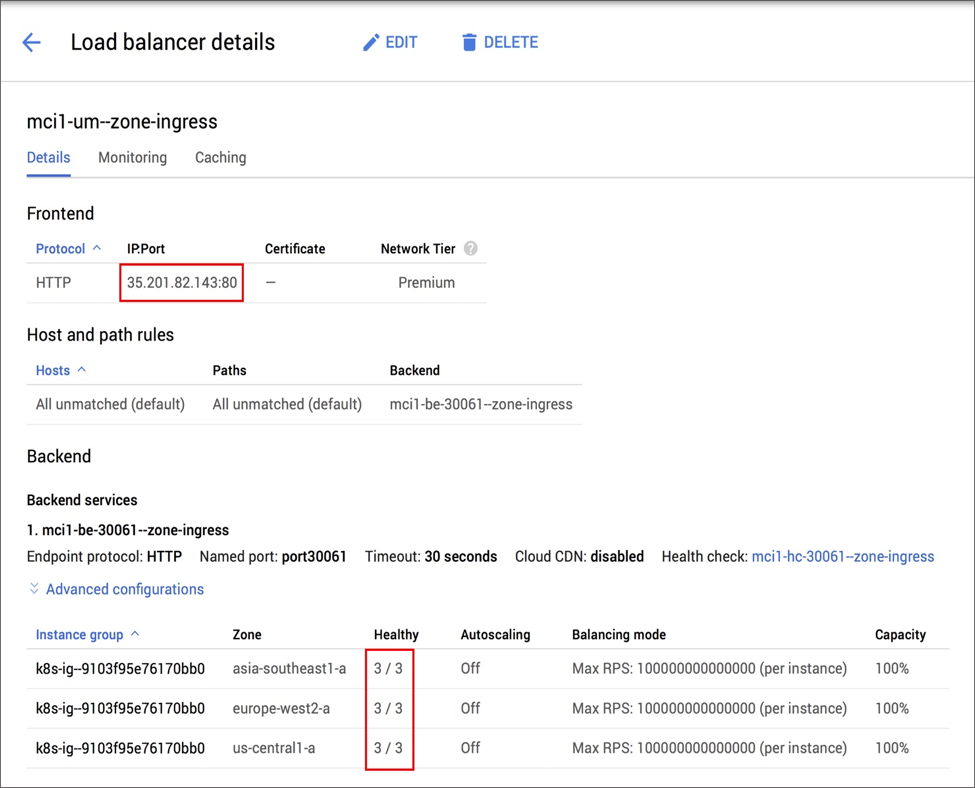 Load balancer details EDIT DELETE
mci1-um--zone-ingress
Details Monitoring Caching
Frontend
Protocol IP:Port Certificate Network Tier ?
HTTP 35.201.82.143:80 — Premium
Host and path rules
Hosts Paths Backend
All unmatched (default) All unmatched (default) mci1-be-30061--zone-ingress
Backend
Backend services
1. mci1-be-30061--zone-ingress
Endpoint protocol: HTTP Named port: port30061 Timeout: 30 seconds Cloud CDN: disabled Health check: mci1-hc-30061--zone-ingress
Advanced configurations
Instance group Zone Healthy Autoscaling Balancing mode Capacity
k8s-ig--9103f95e76170bb0 asia-southeast1-a 3 / 3 Off Max RPS: 100000000000000 (per instance) 100%
k8s-ig--9103f95e76170bb0 europe-west2-a 3 / 3 Off Max RPS: 100000000000000 (per instance) 100%
k8s-ig--9103f95e76170bb0 us-central1-a 3 / 3 Off Max RPS: 100000000000000 (per instance) 100%